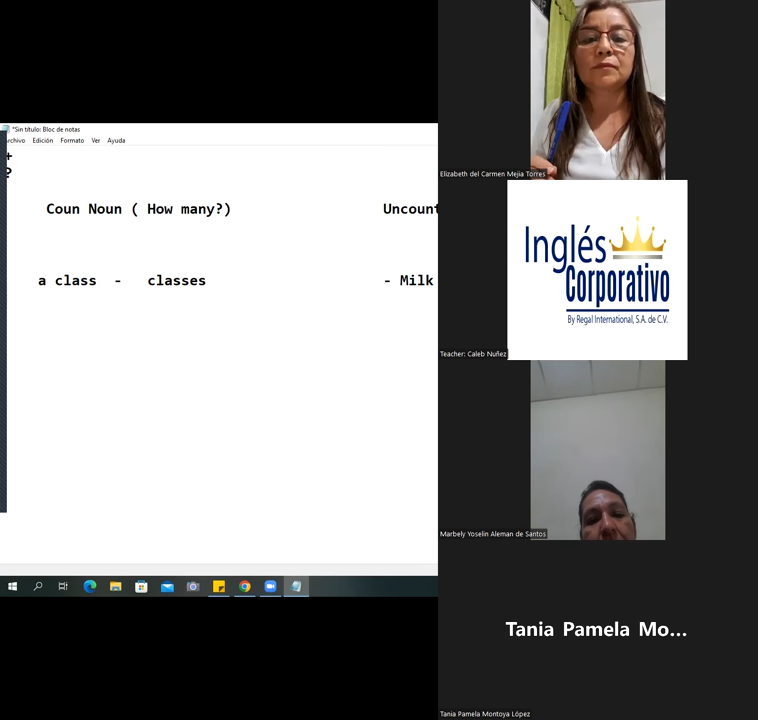 *Sin título: Bloc de notas
Archivo Edición Formato Ver Ayuda
+
?
Coun Noun ( How many?)
Uncount
a class - classes
- Milk
Elizabeth del Carmen Mejia Torres
Inglés
Corporativo
By Regal International, S.A. de C.V.
Teacher: Caleb Nuñez
Marbely Yoselin Aleman de Santos
Tania Pamela Mo...
Tania Pamela Montoya López